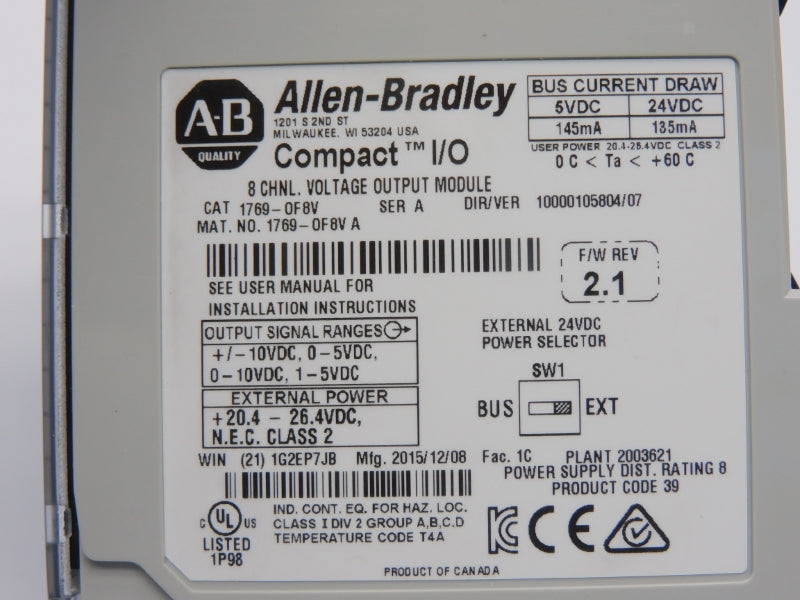 A-B
QUALITY
Allen-Bradley
1201 S 2ND ST
MILWAUKEE, WI 53204 USA
Compact™ I/O
BUS CURRENT DRAW
5VDC 24VDC
145mA 135mA
USER POWER 20.4-26.4VDC CLASS 2
0 C < Ta < +60 C
8 CHNL. VOLTAGE OUTPUT MODULE
CAT 1769-OF8V SER A DIR/VER 10000105804/07
MAT. NO. 1769-OF8V A
SEE USER MANUAL FOR
INSTALLATION INSTRUCTIONS
F/W REV
2.1
OUTPUT SIGNAL RANGES
+/-10VDC, 0-5VDC,
0-10VDC, 1-5VDC
EXTERNAL POWER
+20.4 - 26.4VDC,
N.E.C. CLASS 2
EXTERNAL 24VDC
POWER SELECTOR
SW1
BUS EXT
WIN (21) 1G2EP7JB Mfg. 2015/12/08 Fac. 1C PLANT 2003621
POWER SUPPLY DIST. RATING 8
PRODUCT CODE 39
C UL US
LISTED
1P98
IND. CONT. EQ. FOR HAZ. LOC.
CLASS I DIV 2 GROUP A,B,C,D
TEMPERATURE CODE T4A
CE
PRODUCT OF CANADA